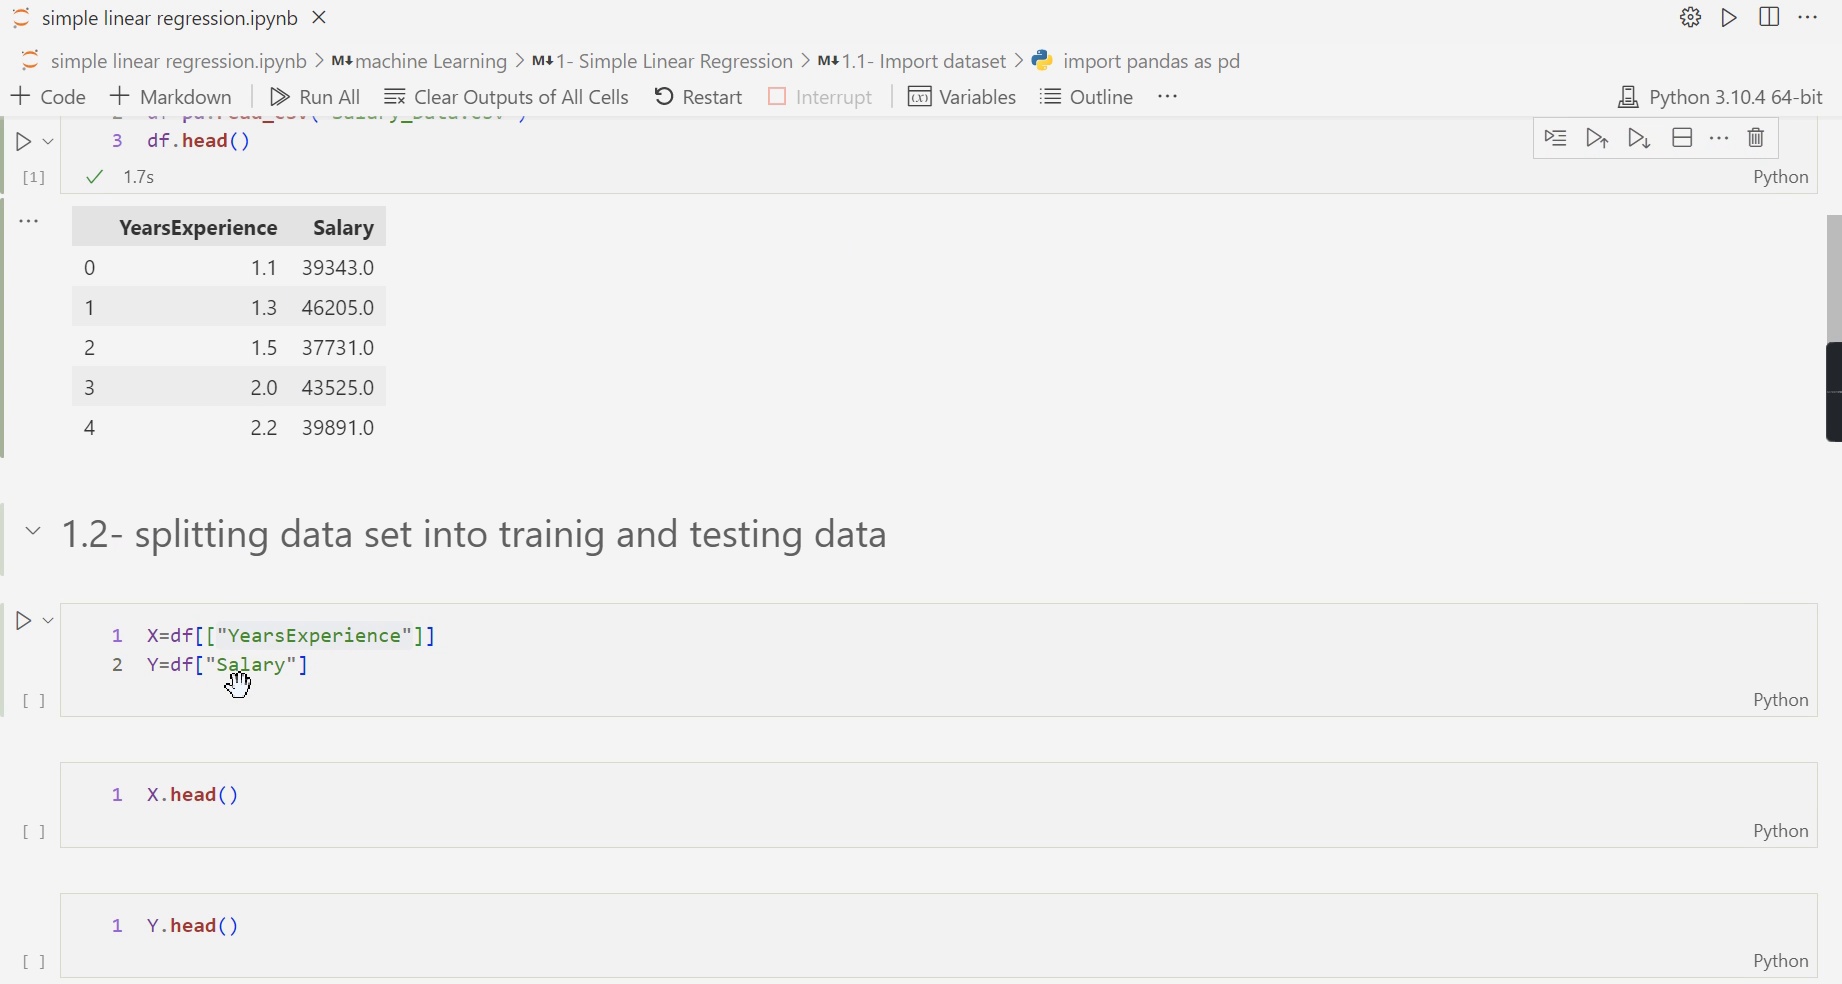 simple linear regression.ipynb
simple linear regression.ipynb > M↓machine Learning > M↓1- Simple Linear Regression > M↓1.1- Import dataset > import pandas as pd
+ Code + Markdown Run All Clear Outputs of All Cells Restart Interrupt Variables Outline ... Python 3.10.4 64-bit
3 df.head()
[1] ✓ 1.7s Python
YearsExperience Salary
0 1.1 39343.0
1 1.3 46205.0
2 1.5 37731.0
3 2.0 43525.0
4 2.2 39891.0
1.2- splitting data set into trainig and testing data
1 X=df[["YearsExperience"]]
2 Y=df["Salary"]
[ ] Python
1 X.head()
[ ] Python
1 Y.head()
[ ] Python